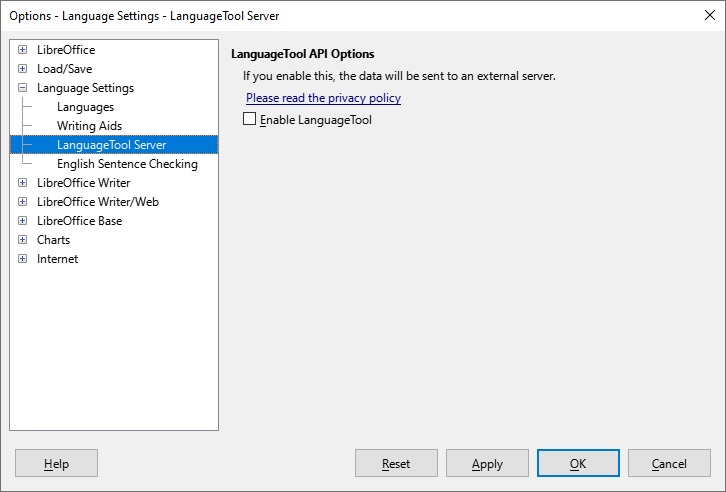 Options - Language Settings - LanguageTool Server
LibreOffice
Load/Save
Language Settings
Languages
Writing Aids
LanguageTool Server
English Sentence Checking
LibreOffice Writer
LibreOffice Writer/Web
LibreOffice Base
Charts
Internet
LanguageTool API Options
If you enable this, the data will be sent to an external server.
Please read the privacy policy
Enable LanguageTool
Help
Reset
Apply
OK
Cancel